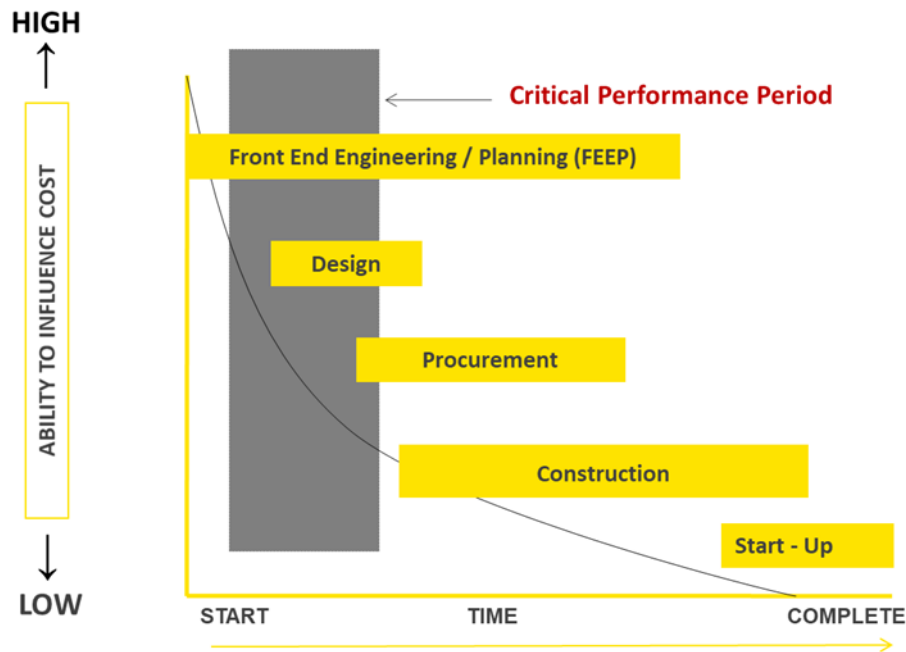 HIGH
ABILITY TO INFLUENCE COST
LOW
Critical Performance Period
Front End Engineering / Planning (FEEP)
Design
Procurement
Construction
Start - Up
START
TIME
COMPLETE